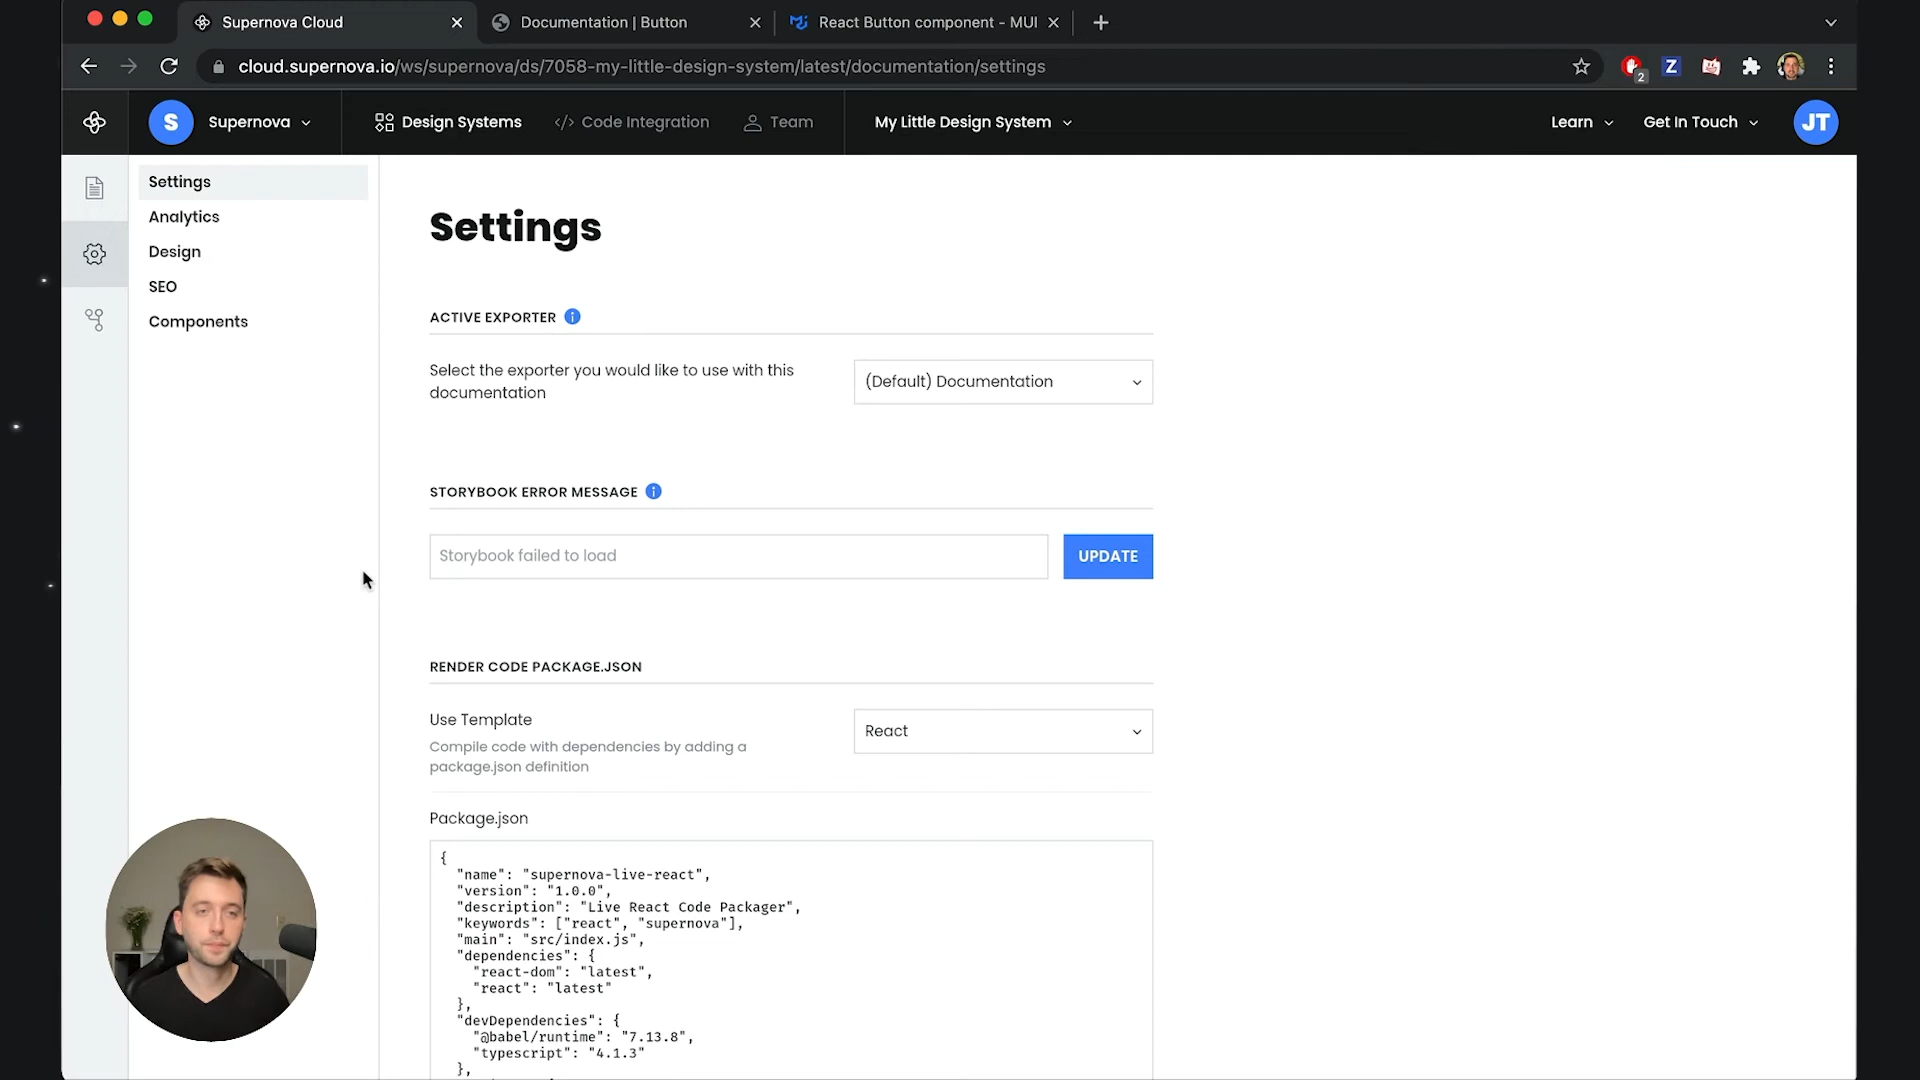 Supernova Cloud
Documentation | Button
React Button component - MUI
cloud.supernova.io/ws/supernova/ds/7058-my-little-design-system/latest/documentation/settings
2
Z
S
Supernova
Design Systems
</> Code Integration
Team
My Little Design System
Learn
Get In Touch
JT
Settings
Analytics
Design
SEO
Components
Settings
ACTIVE EXPORTER
Select the exporter you would like to use with this
documentation
(Default) Documentation
STORYBOOK ERROR MESSAGE
Storybook failed to load
UPDATE
RENDER CODE PACKAGE.JSON
Use Template
Compile code with dependencies by adding a
package.json definition
React
Package.json
{
"name": "supernova-live-react",
"version": "1.0.0",
"description": "Live React Code Packager",
"keywords": ["react", "supernova"],
"main": "src/index.js",
"dependencies": {
"react-dom": "latest",
"react": "latest"
},
"devDependencies": {
"@babel/runtime": "7.13.8",
"typescript": "4.1.3"
},